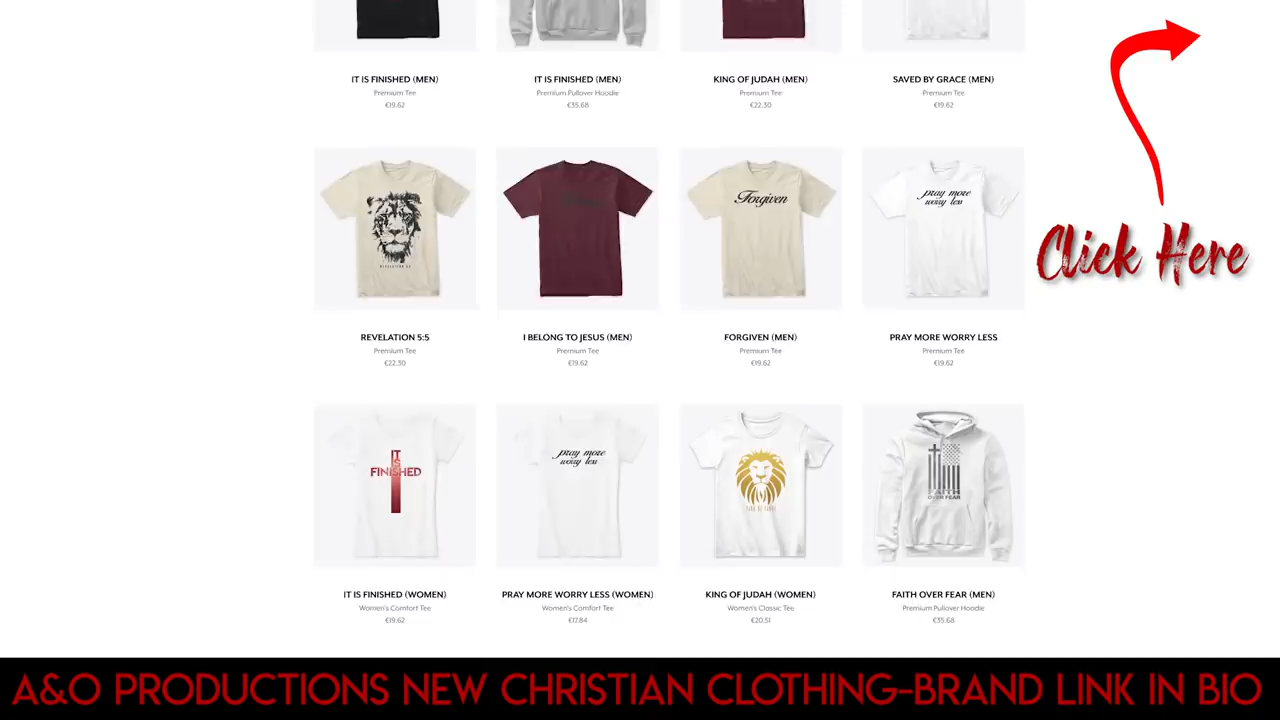 IT IS FINISHED (MEN)
Premium Tee
€19.62
IT IS FINISHED (MEN)
Premium Pullover Hoodie
€35.68
KING OF JUDAH (MEN)
Premium Tee
€22.30
SAVED BY GRACE (MEN)
Premium Tee
€19.62
Click Here
REVELATION 5:5
REVELATION 5:5
Premium Tee
€22.30
I BELONG TO JESUS (MEN)
Premium Tee
€19.62
Forgiven
FORGIVEN (MEN)
Premium Tee
€19.62
pray more
worry less
PRAY MORE WORRY LESS
Premium Tee
€19.62
IT
IS
FINISHED
IT IS FINISHED (WOMEN)
Women's Comfort Tee
€19.62
pray more
worry less
PRAY MORE WORRY LESS (WOMEN)
Women's Comfort Tee
€17.84
KING OF JUDAH (WOMEN)
Women's Classic Tee
€20.51
FAITH
OVER FEAR
FAITH OVER FEAR (MEN)
Premium Pullover Hoodie
€35.68
A&O PRODUCTIONS NEW CHRISTIAN CLOTHING-BRAND LINK IN BIO